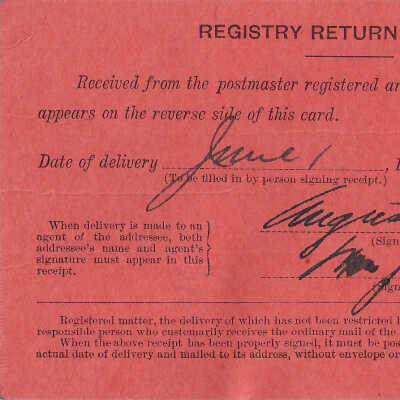 REGISTRY RETURN
Received from the postmaster registered
appears on the reverse side of this card.
Date of delivery June 1
(To be filled in by person signing receipt.)
When delivery is made to an
agent of the addressee, both
addressee's name and agent's
signature must appear in this
receipt.
(Sign
(Sign
Registered matter, the delivery of which has not been restricted
responsible person who customarily receives the ordinary mail of the
When the above receipt has been properly signed, it must be pos
actual date of delivery and mailed to its address, without envelope or